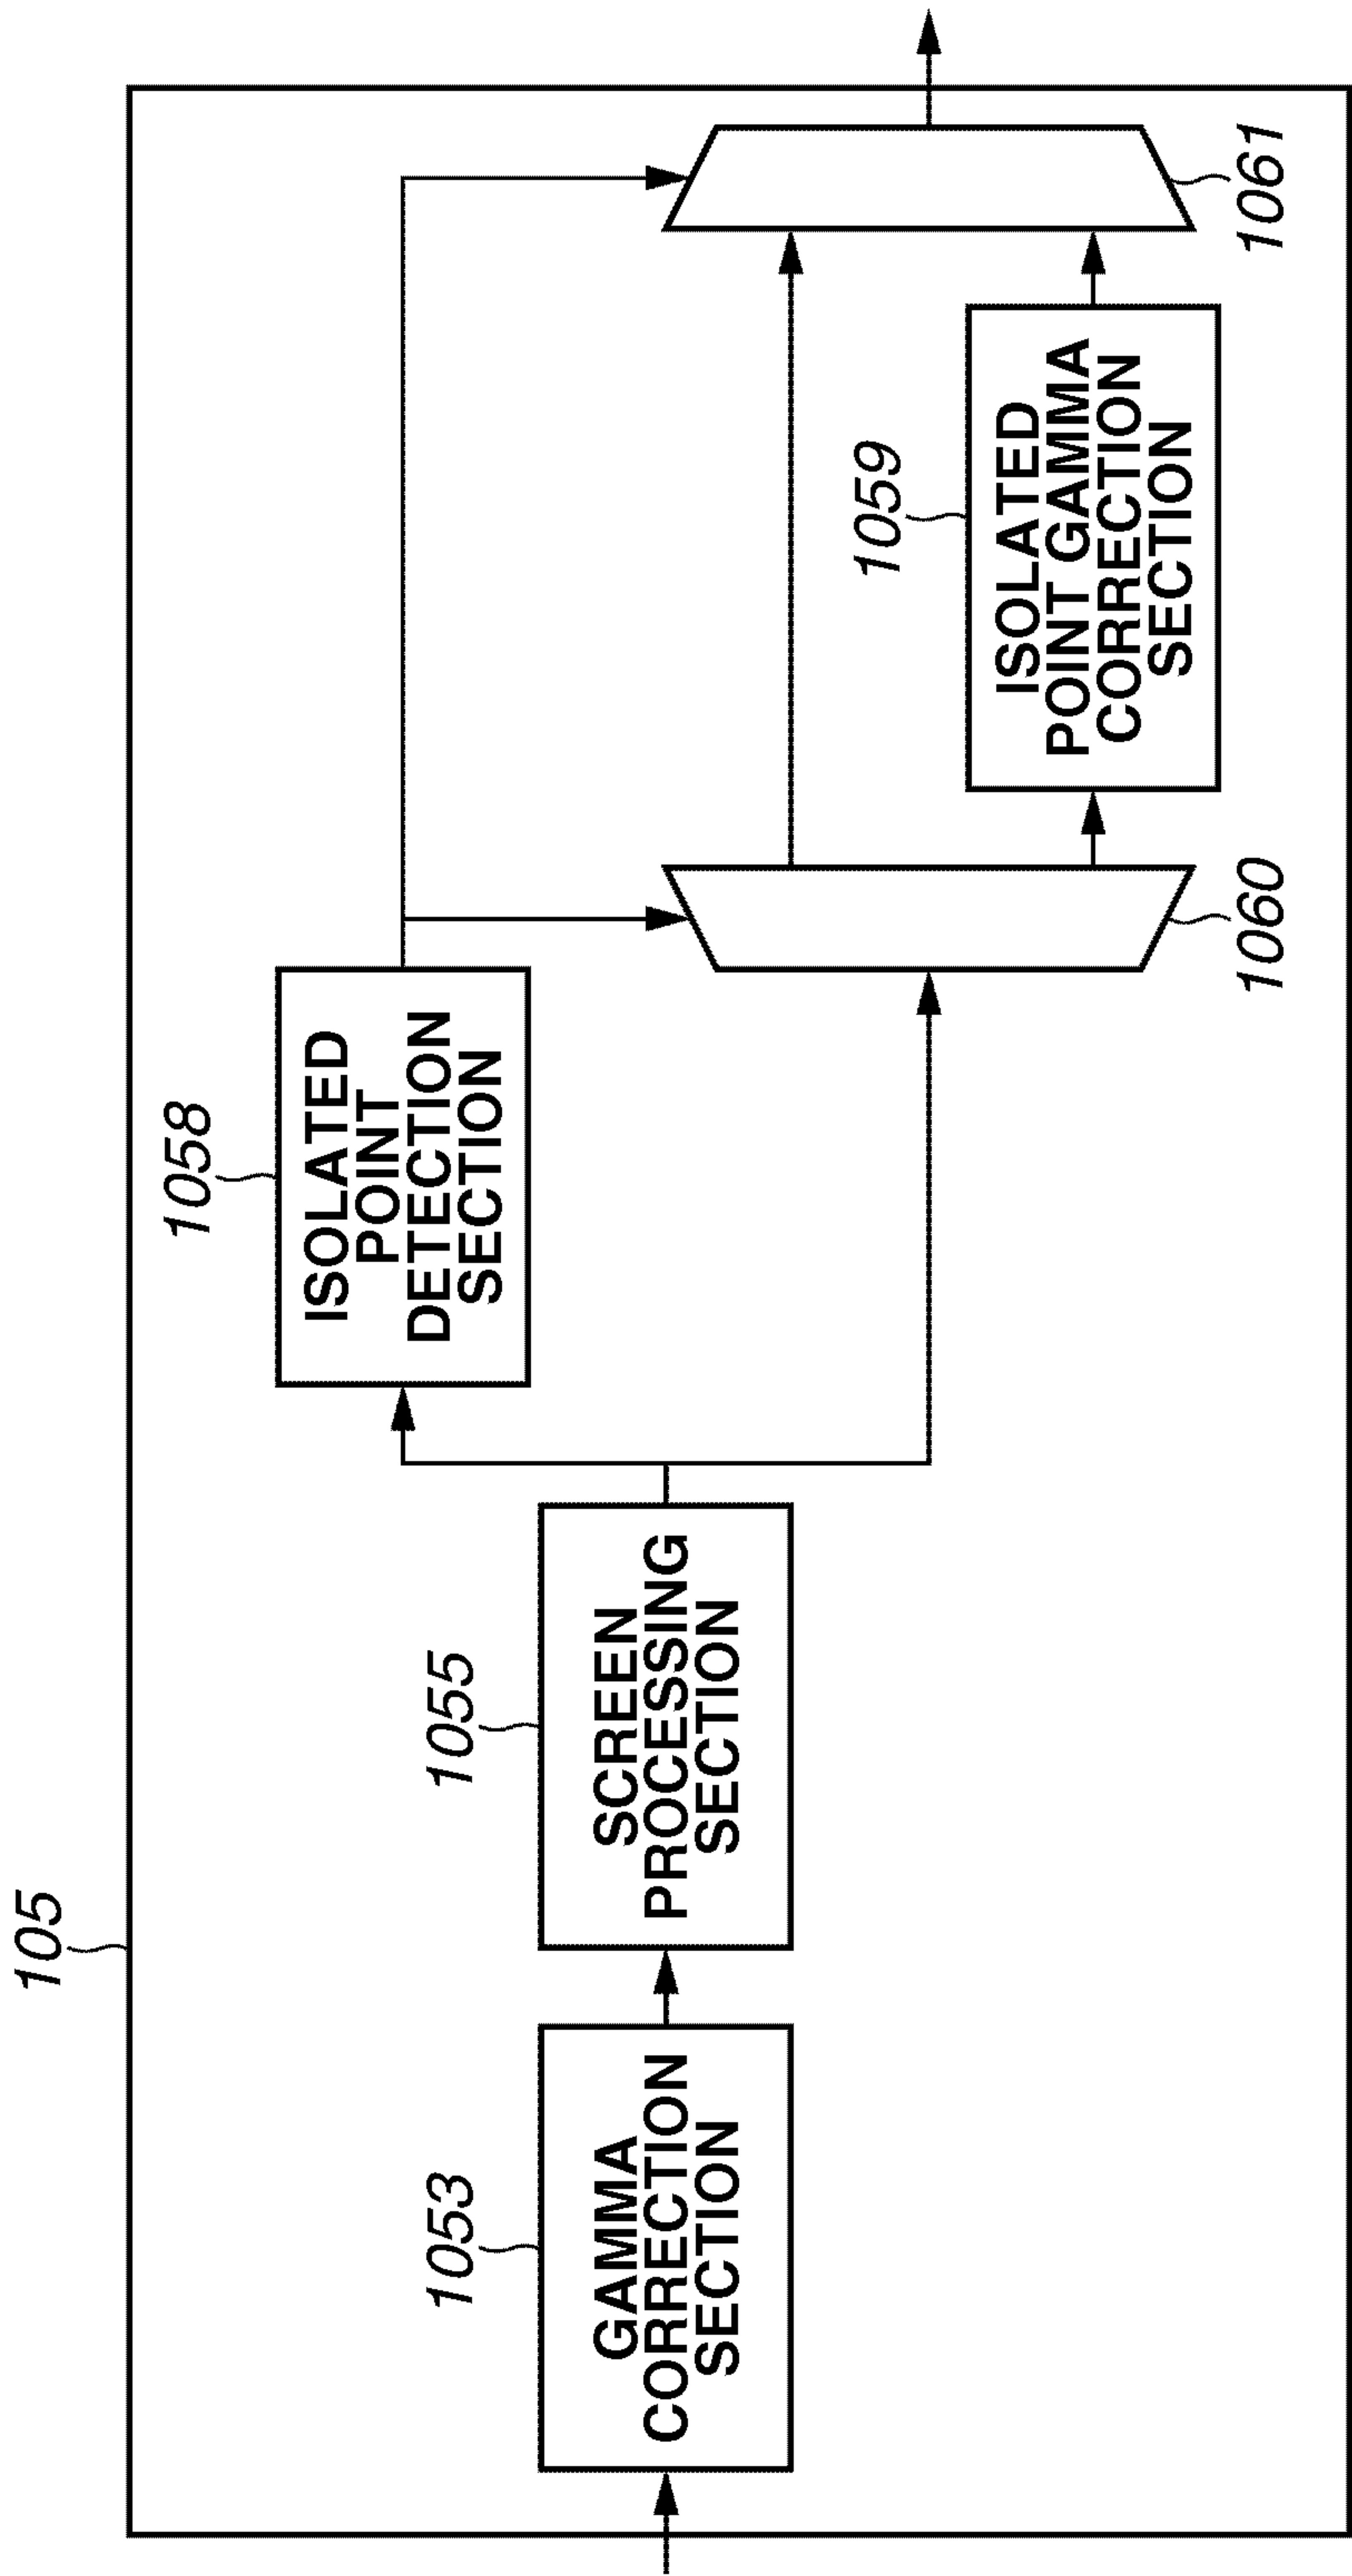 105
1053
GAMMA
CORRECTION
SECTION
1055
SCREEN
PROCESSING
SECTION
1058
ISOLATED
POINT
DETECTION
SECTION
1059
ISOLATED
POINT GAMMA
CORRECTION
SECTION
1060
1061